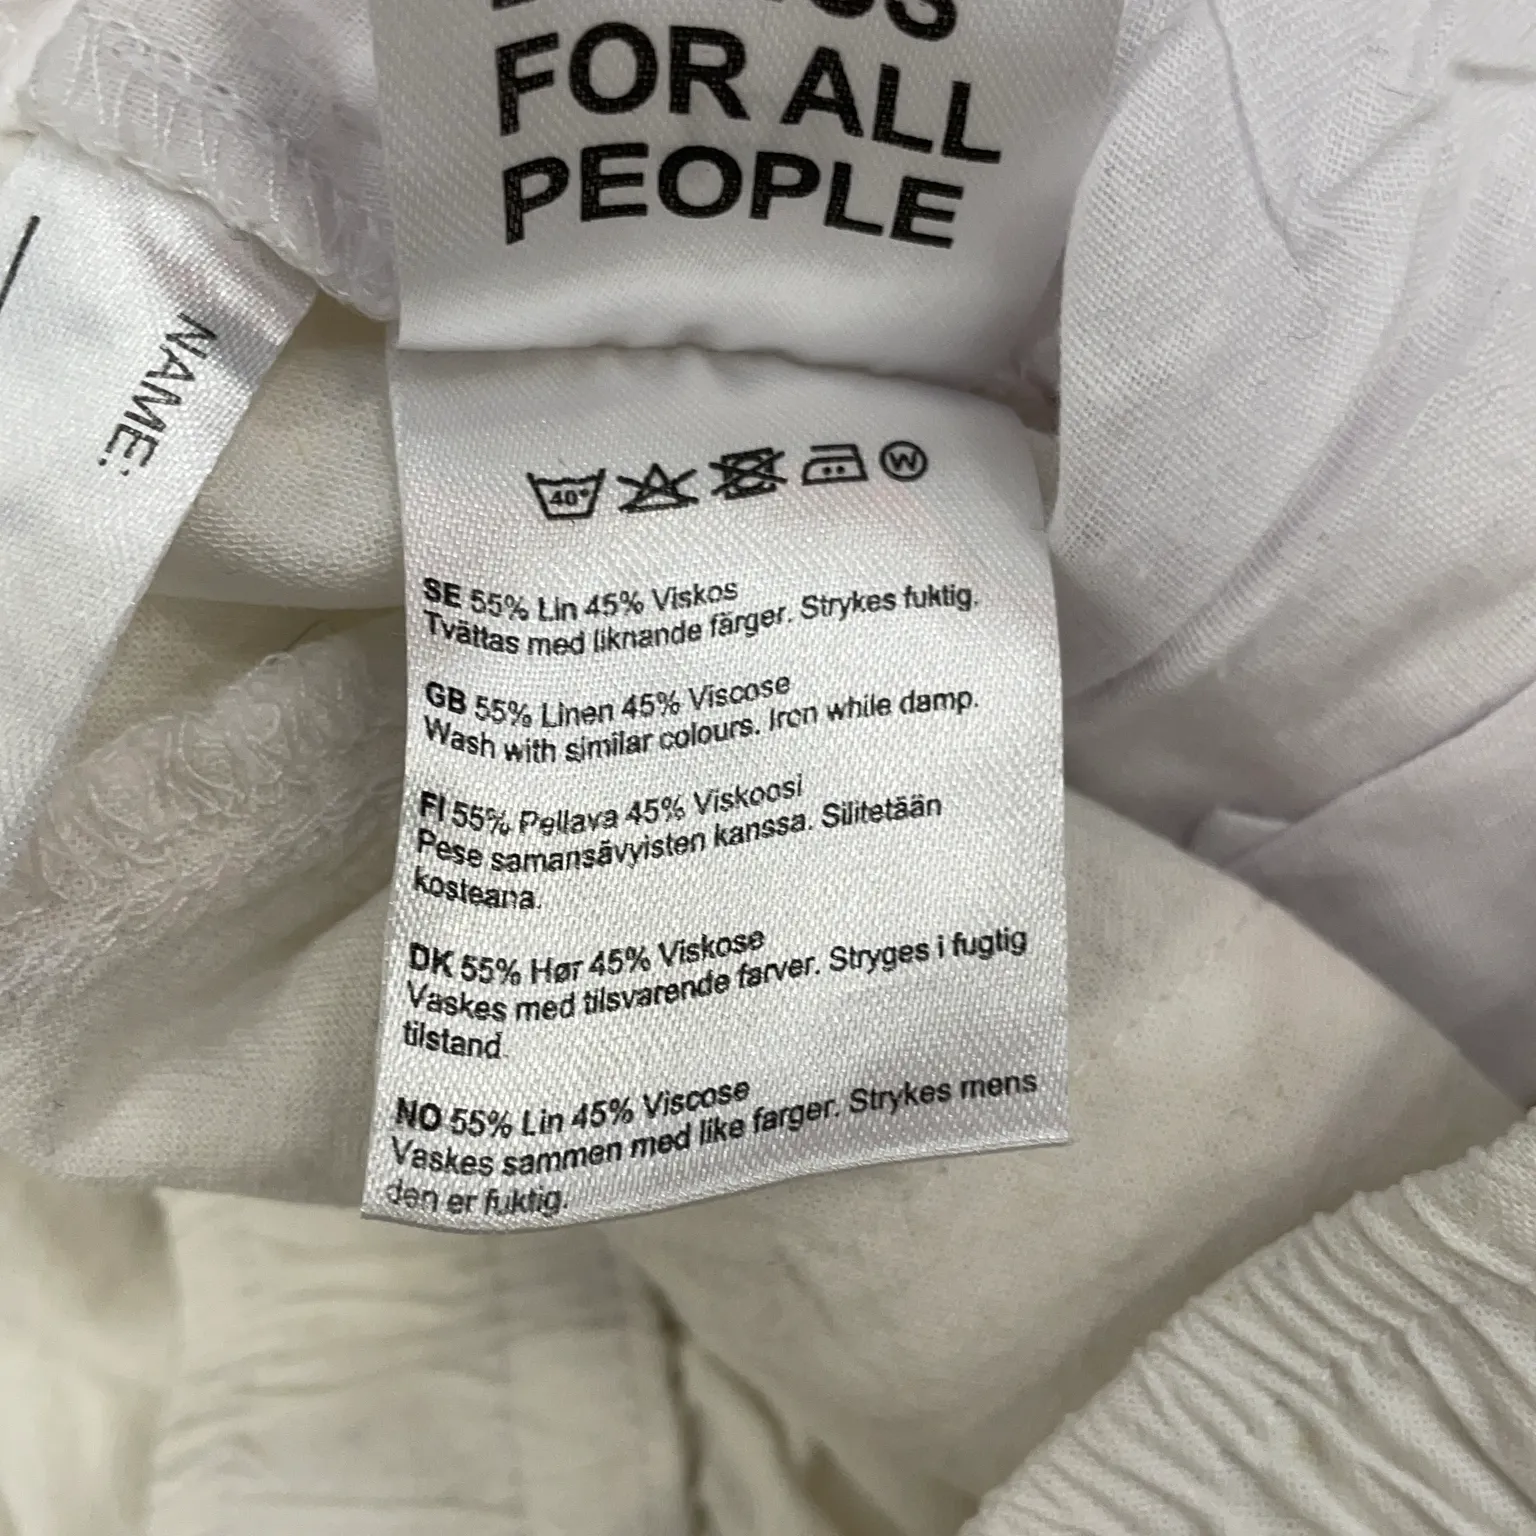 FOR ALL
PEOPLE
NAME:
40°
W
SE 55% Lin 45% Viskos
Tvättas med liknande färger. Strykes fuktig.
GB 55% Linen 45% Viscose
Wash with similar colours. Iron while damp.
FI 55% Pellava 45% Viskoosi
Pese samansävyisten kanssa. Silitetään
kosteana.
DK 55% Hør 45% Viskose
Vaskes med tilsvarende farver. Stryges i fugtig
tilstand.
NO 55% Lin 45% Viscose
Vaskes sammen med like farger. Strykes mens
den er fuktig.